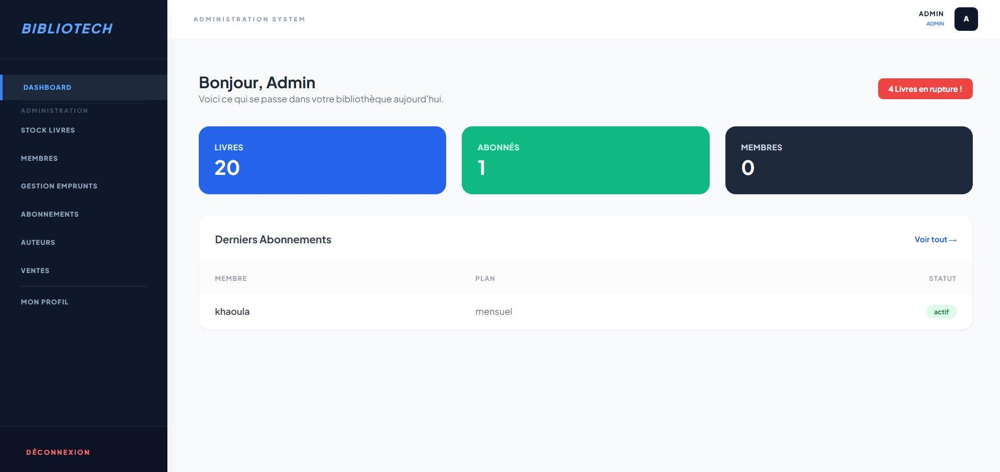 BIBLIOTECH
DASHBOARD
ADMINISTRATION
STOCK LIVRES
MEMBRES
GESTION EMPRUNTS
ABONNEMENTS
AUTEURS
VENTES
MON PROFIL
DÉCONNEXION
ADMINISTRATION SYSTEM
ADMIN
ADMIN
A
Bonjour, Admin
Voici ce qui se passe dans votre bibliothèque aujourd'hui.
4 Livres en rupture !
LIVRES
20
ABONNÉS
1
MEMBRES
0
Derniers Abonnements
Voir tout →
MEMBRE PLAN STATUT
khaoula mensuel actif